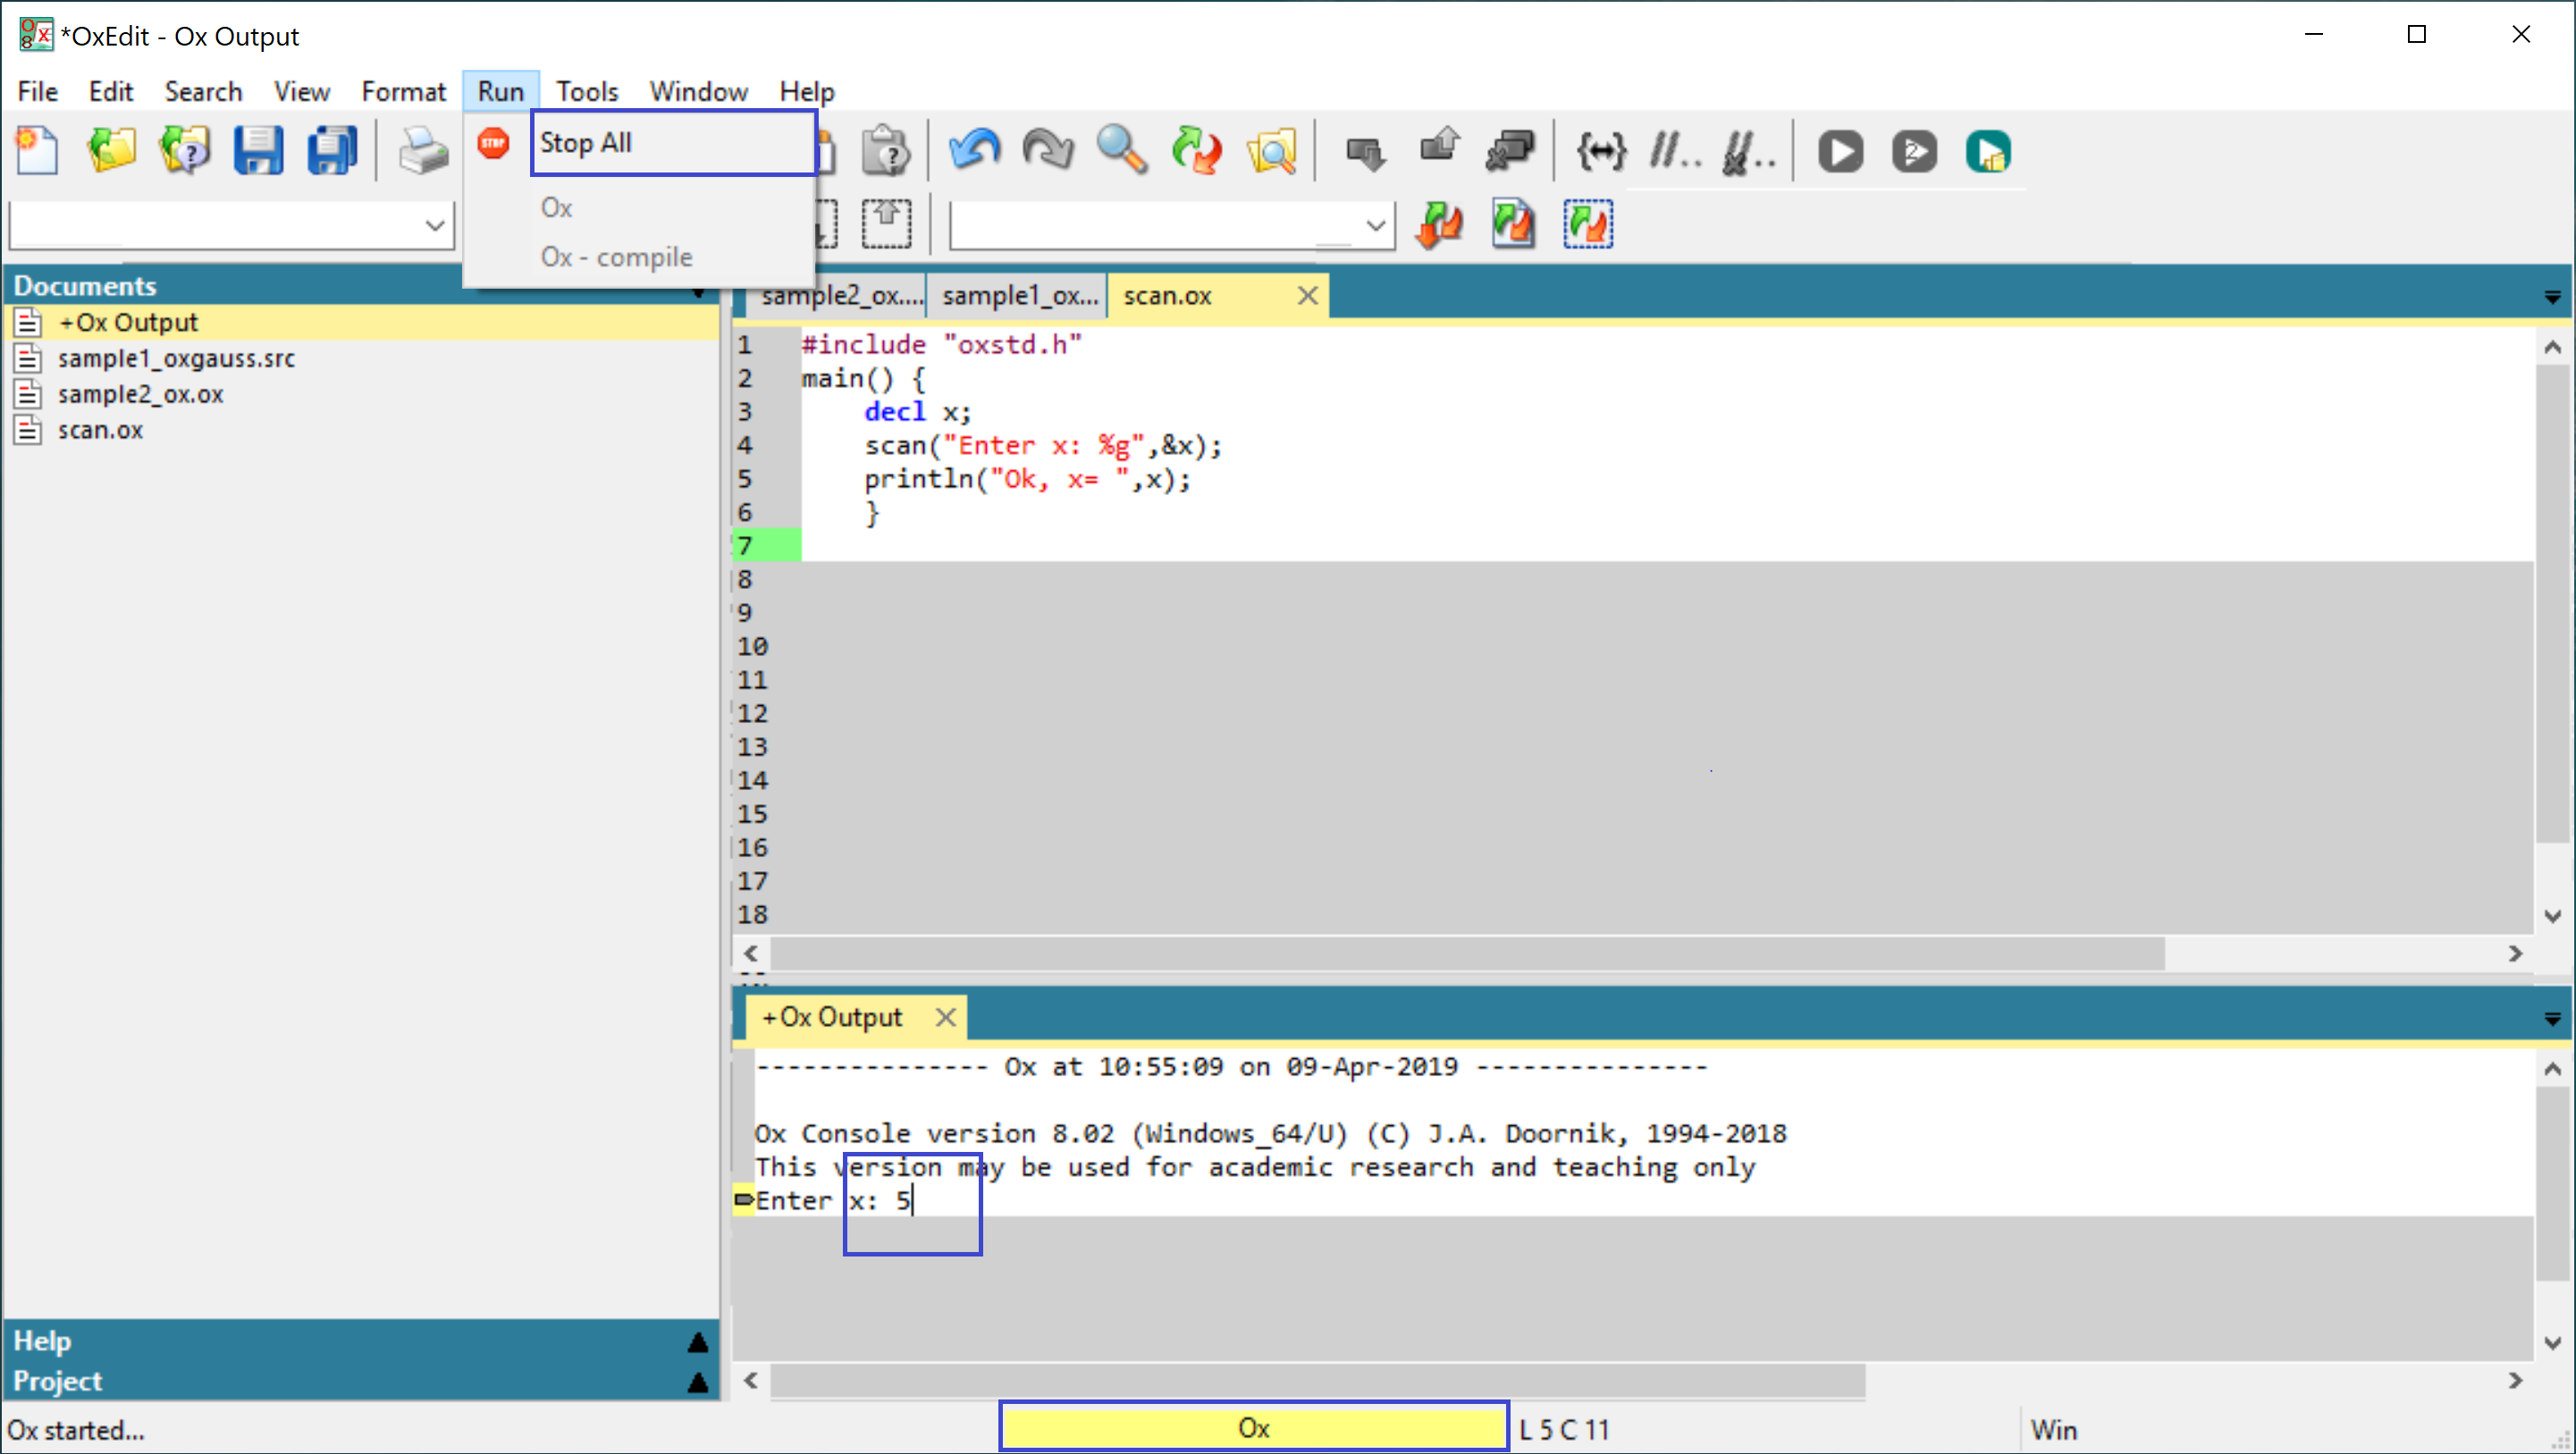 *OxEdit - Ox Output
File Edit Search View Format Run Tools Window Help
STOP Stop All
Ox
Ox - compile
Documents
+Ox Output
sample1_oxgauss.src
sample2_ox.ox
scan.ox
sample2_ox.... sample1_ox... scan.ox
1 #include "oxstd.h"
2 main() {
3 decl x;
4 scan("Enter x: %g",&x);
5 println("Ok, x= ",x);
6 }
7
8
9
10
11
12
13
14
15
16
17
18
+Ox Output
--------------- Ox at 10:55:09 on 09-Apr-2019 ---------------
Ox Console version 8.02 (Windows_64/U) (C) J.A. Doornik, 1994-2018
This version may be used for academic research and teaching only
Enter x: 5
Help
Project
Ox started... Ox L 5 C 11 Win